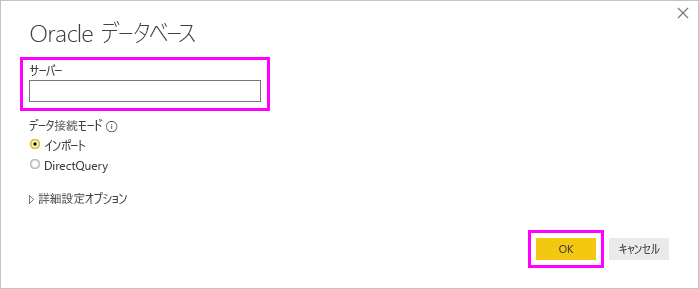 Oracle データベース
サーバー
データ接続モード
インポート
DirectQuery
詳細設定オプション
OK キャンセル